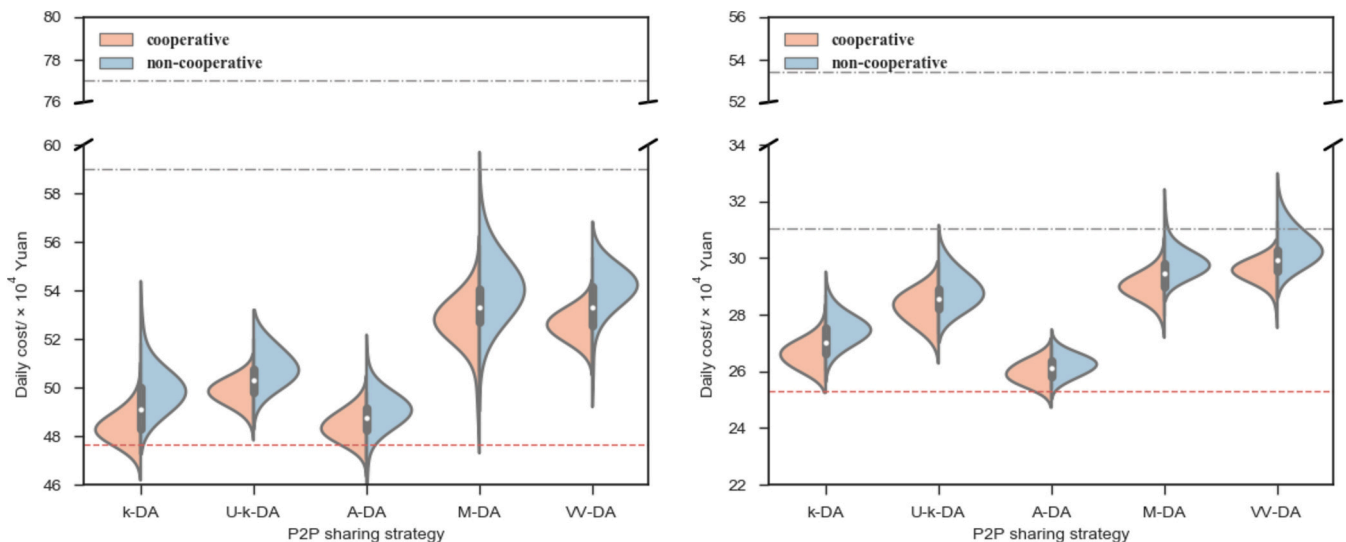 cooperative
non-cooperative
80
78
76
60
58
56
54
52
50
48
46
Daily cost/ × 10⁴ Yuan
k-DA
U-k-DA
A-DA
M-DA
VV-DA
P2P sharing strategy
cooperative
non-cooperative
56
54
52
34
32
30
28
26
24
22
Daily cost/ × 10⁴ Yuan
k-DA
U-k-DA
A-DA
M-DA
VV-DA
P2P sharing strategy